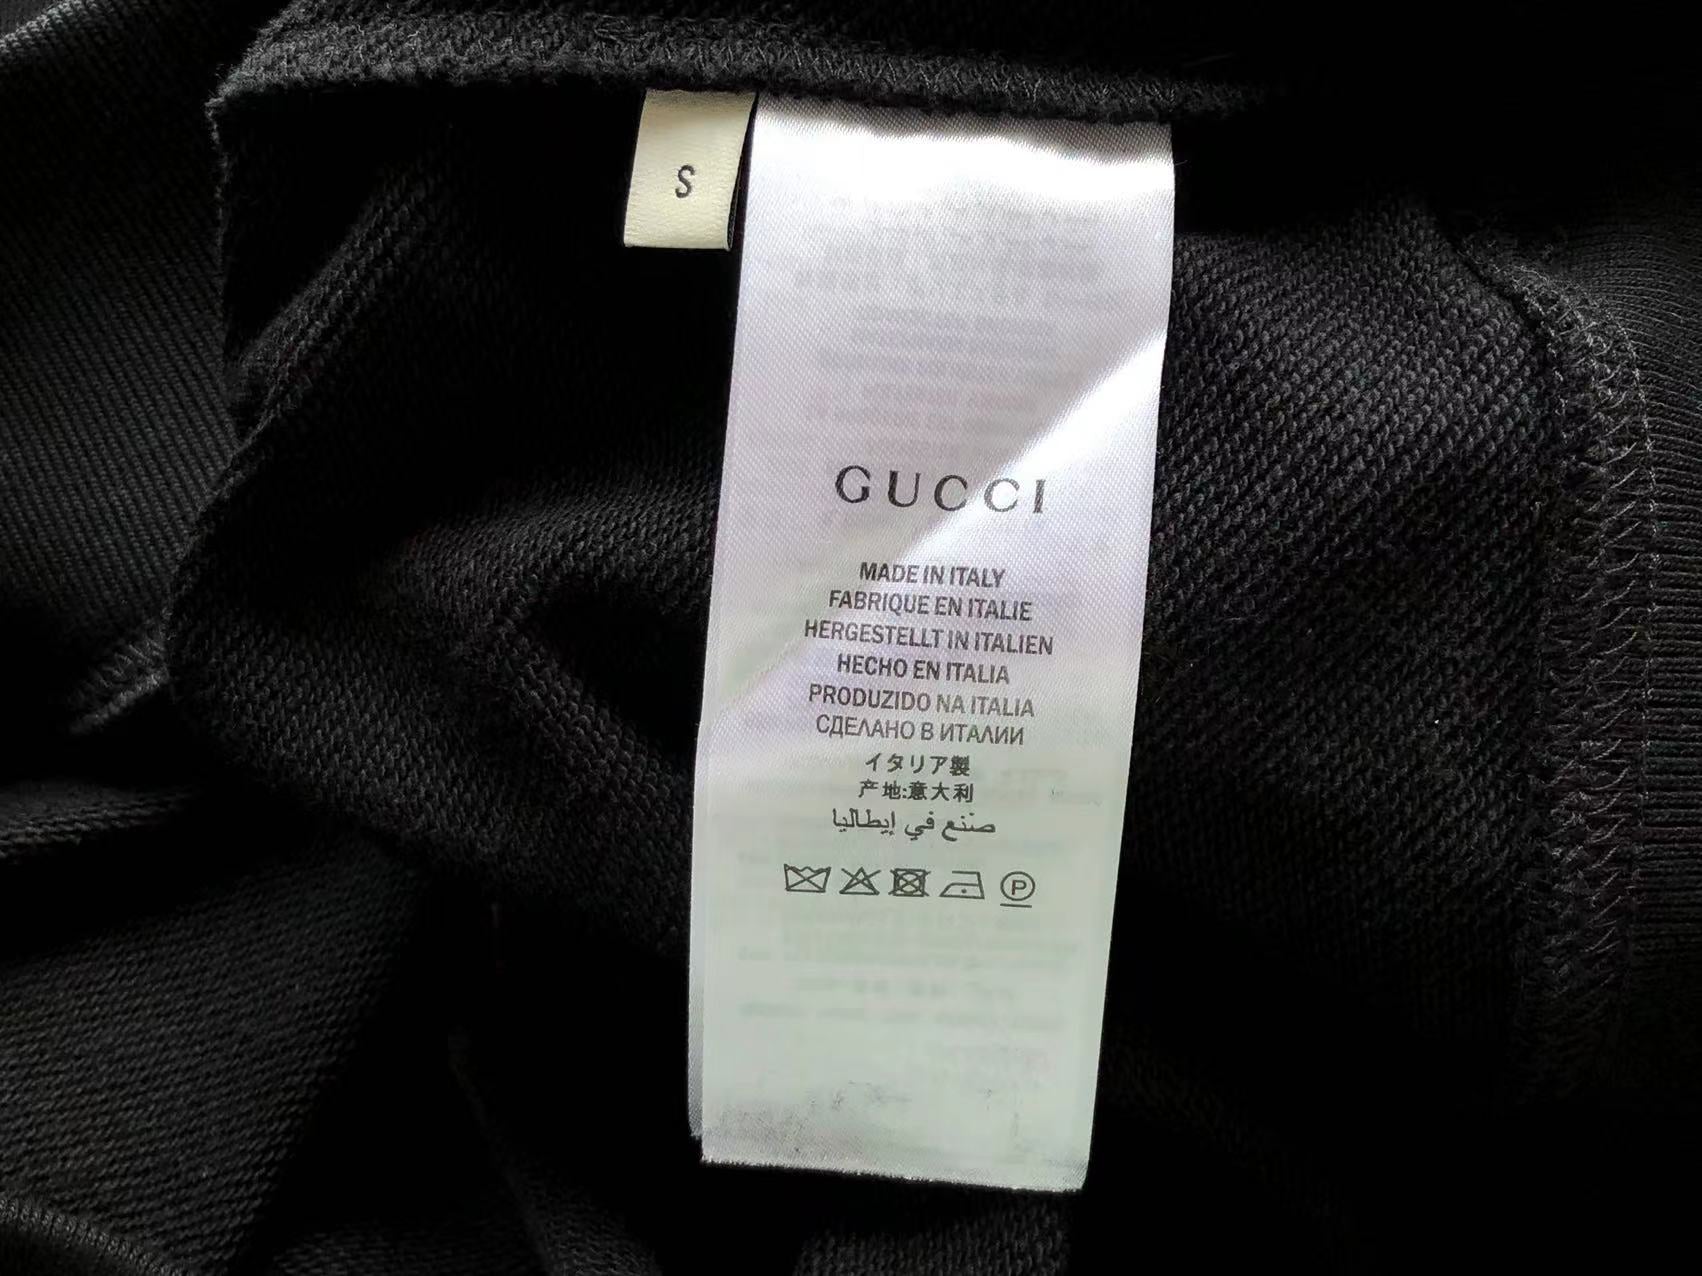 S
GUCCI
MADE IN ITALY
FABRIQUE EN ITALIE
HERGESTELLT IN ITALIEN
HECHO EN ITALIA
PRODUZIDO NA ITALIA
СДЕЛАНО В ИТАЛИИ
イタリア製
产地:意大利
صنع في إيطاليا
P